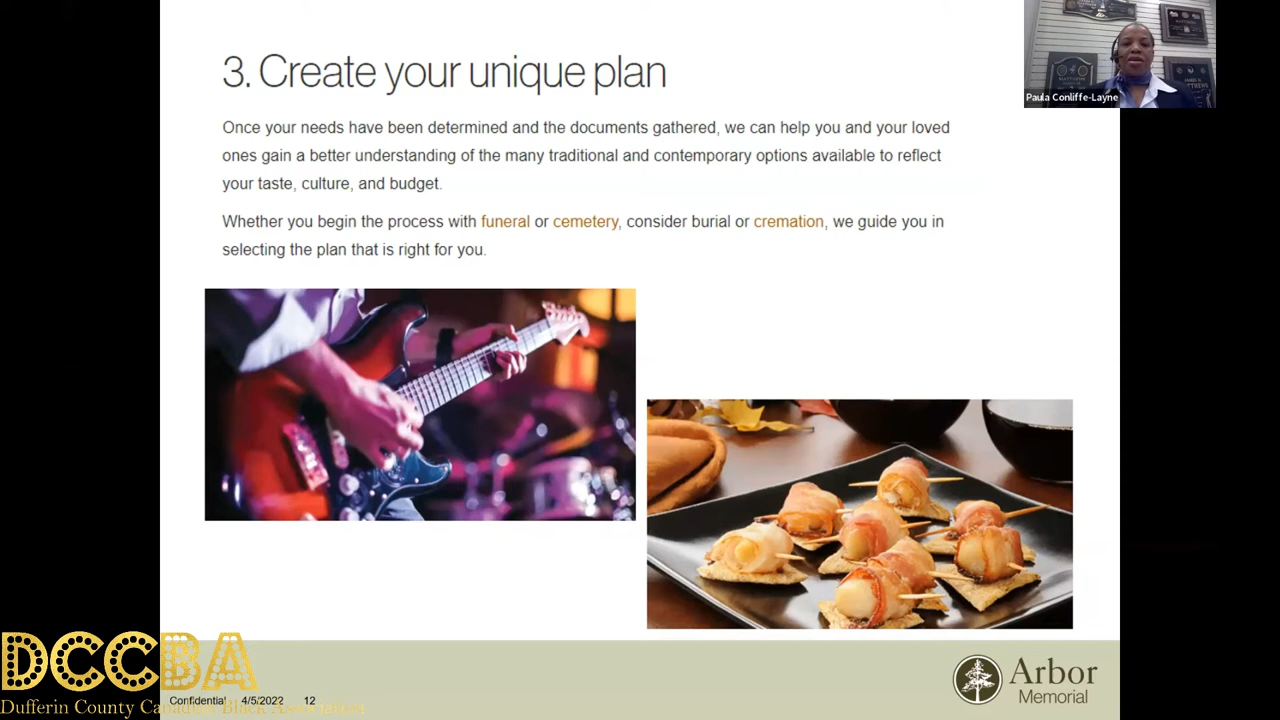 3. Create your unique plan
Paula Conliffe-Layne
Once your needs have been determined and the documents gathered, we can help you and your loved
ones gain a better understanding of the many traditional and contemporary options available to reflect
your taste, culture, and budget.
Whether you begin the process with funeral or cemetery, consider burial or cremation, we guide you in
selecting the plan that is right for you.
DCCBA
Confidential 4/5/2022 12
Dufferin County Canadian Black Association
Arbor
Memorial